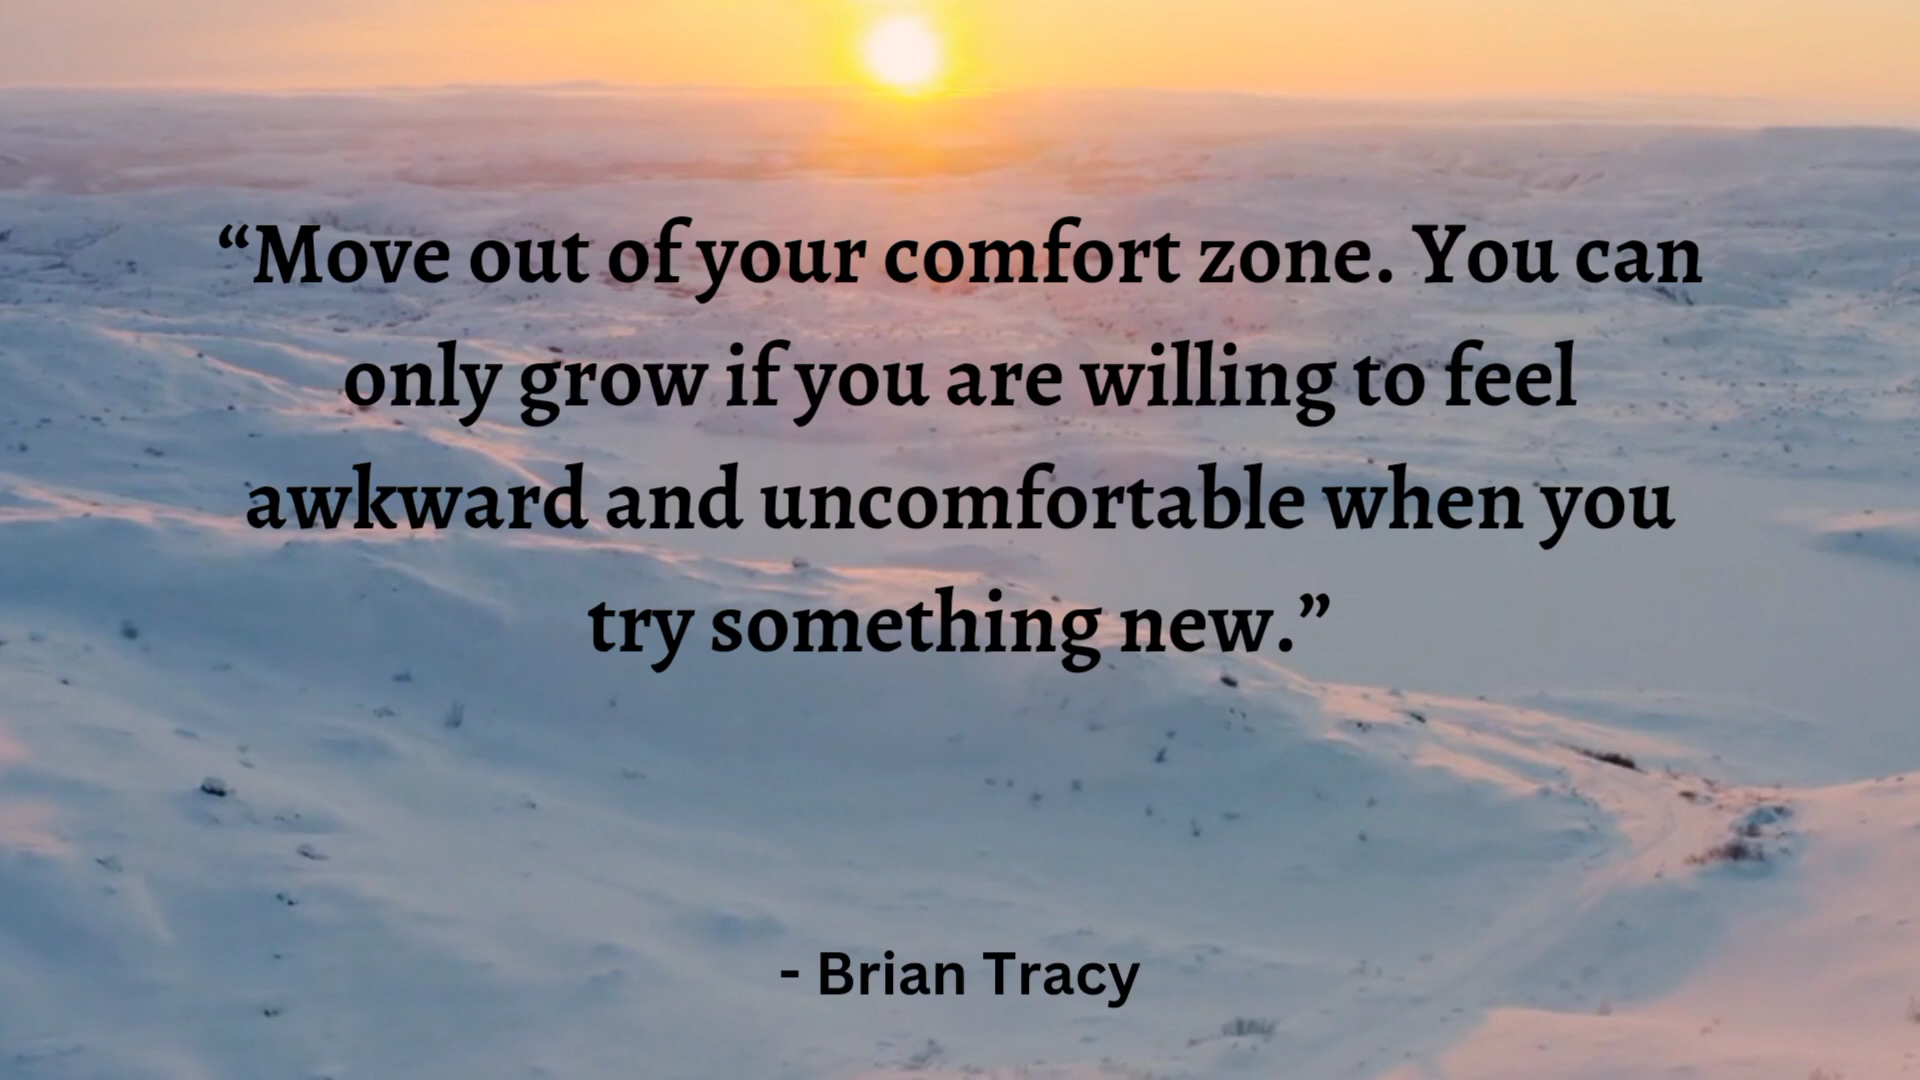 “Move out of your comfort zone. You can
only grow if you are willing to feel
awkward and uncomfortable when you
try something new.”
- Brian Tracy